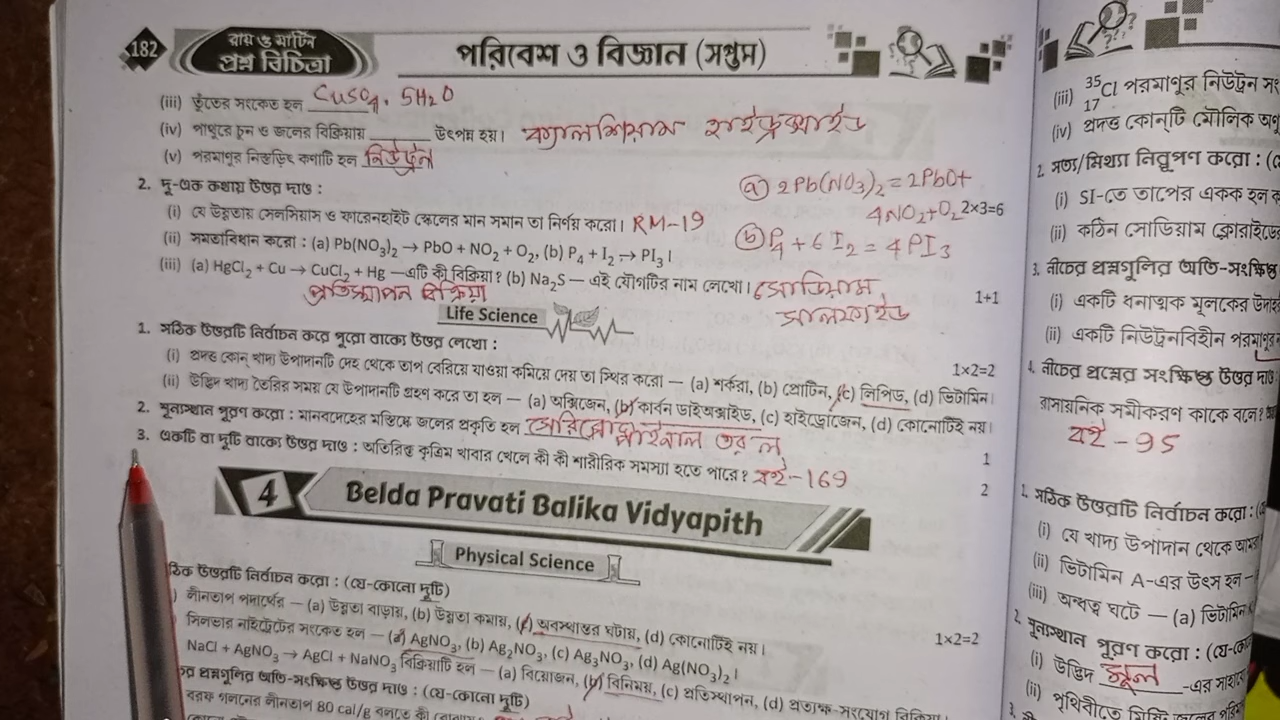 182 রায় ও মার্টিন প্রশ্ন বিচিত্রা পরিবেশ ও বিজ্ঞান (সপ্তম)
(iii) তুঁতের সংকেত হল CuSO₄. 5H₂O
(iv) পাথুরে চুন ও জলের বিক্রিয়ায় ______ উৎপন্ন হয়। ক্যালশিয়াম হাইড্রক্সাইড
(v) পরমাণুর নিস্তড়িৎ কণাটি হল নিউট্রন
2. দু-এক কথায় উত্তর দাও :
2×3=6
(a) 2Pb(NO₃)₂ = 2PbO+
4NO₂+O₂
(i) যে উষ্ণতায় সেলসিয়াস ও ফারেনহাইট স্কেলের মান সমান তা নির্ণয় করো। RM-19
(ii) সমতাবিধান করো : (a) Pb(NO₃)₂ → PbO + NO₂ + O₂, (b) P₄ + I₂ → PI₃।
(b) P₄ + 6I₂ = 4PI₃
(iii) (a) HgCl₂ + Cu → CuCl₂ + Hg —এটি কী বিক্রিয়া? (b) Na₂S— এই যৌগটির নাম লেখো। সোডিয়াম
1+1
প্রতিস্থাপন বিক্রিয়া
সালফাইড
Life Science
1. সঠিক উত্তরটি নির্বাচন করে পুরো বাক্যে উত্তর লেখো :
1×2=2
(i) প্রদত্ত কোন্ খাদ্য উপাদানটি দেহ থেকে তাপ বেরিয়ে যাওয়া কমিয়ে দেয় তা স্থির করো — (a) শর্করা, (b) প্রোটিন, (c) লিপিড, (d) ভিটামিন।
(ii) উদ্ভিদ খাদ্য তৈরির সময় যে উপাদানটি গ্রহণ করে তা হল — (a) অক্সিজেন, (b) কার্বন ডাইঅক্সাইড, (c) হাইড্রোজেন, (d) কোনোটিই নয়।
2. শূন্যস্থান পূরণ করো : মানবদেহের মস্তিষ্কে জলের প্রকৃতি হল সেরিব্রোস্পাইনাল তরল
1
3. একটি বা দুটি বাক্যে উত্তর দাও : অতিরিক্ত কৃত্রিম খাবার খেলে কী কী শারীরিক সমস্যা হতে পারে? বই-169
2
4 Belda Pravati Balika Vidyapith
Physical Science
ঠিক উত্তরটি নির্বাচন করো : (যে-কোনো দুটি)
1×2=2
লীনতাপ পদার্থের — (a) উষ্ণতা বাড়ায়, (b) উষ্ণতা কমায়, (c) অবস্থান্তর ঘটায়, (d) কোনোটিই নয়।
সিলভার নাইট্রেটের সংকেত হল — (a) AgNO₃, (b) Ag₂NO₃, (c) Ag₃NO₃, (d) Ag(NO₃)₂।
NaCl + AgNO₃ → AgCl + NaNO₃ বিক্রিয়াটি হল — (a) বিয়োজন, (b) বিনিময়, (c) প্রতিস্থাপন, (d) প্রত্যক্ষ-সংযোগ বিক্রিয়া।
র প্রশ্নগুলির অতি-সংক্ষিপ্ত উত্তর দাও : (যে-কোনো দুটি)
বরফ গলনের লীনতাপ 80 cal/g বলতে কী
(iii) ³⁵₁₇Cl পরমাণুর নিউট্রন সং
(iv) প্রদত্ত কোন্‌টি মৌলিক অণ
2. সত্য/মিথ্যা নিরূপণ করো :
(i) SI-তে তাপের একক হল ক
(ii) কঠিন সোডিয়াম ক্লোরাইডে
3. নীচের প্রশ্নগুলির অতি-সংক্ষিপ্ত
(i) একটি ধনাত্মক মূলকের উদাহ
(ii) একটি নিউট্রনবিহীন পরমাণুর
4. নীচের প্রশ্নের সংক্ষিপ্ত উত্তর দাও
রাসায়নিক সমীকরণ কাকে বলে?
বই-95
1. সঠিক উত্তরটি নির্বাচন করো :
(i) যে খাদ্য উপাদান থেকে আমর
(ii) ভিটামিন A-এর উৎস হল –
(iii) অন্ধত্ব ঘটে — (a) ভিটামিন
2. শূন্যস্থান পূরণ করো : (যে-কো
(i) উদ্ভিদ মূল -এর সাহায্যে
(ii) পৃথিবীতে মিষ্টি জলের পরিমা
3.